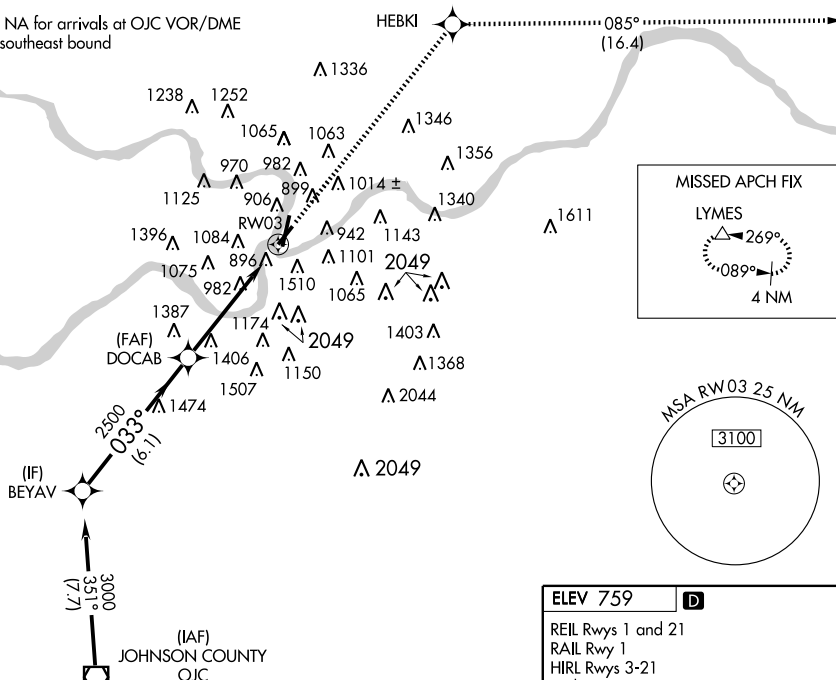 NA for arrivals at OJC VOR/DME
southeast bound
HEBKI
085°
(16.4)
1336
1238
1252
1065
1063
1346
970
982
1356
1125
906
899
1014 ±
1340
RW03
1611
1396
1084
942
1143
1075
896
1101
2049
982
1510
1065
1387
1174
2049
1403
(FAF)
DOCAB
1406
1150
1368
1507
2044
1474
2500
033°
(6.1)
2049
(IF)
BEYAV
3000
351°
(7.7)
(IAF)
JOHNSON COUNTY
OJC
MISSED APCH FIX
LYMES
269°
089°
4 NM
MSA RW03 25 NM
3100
ELEV 759 D
REIL Rwys 1 and 21
RAIL Rwy 1
HIRL Rwys 3-21